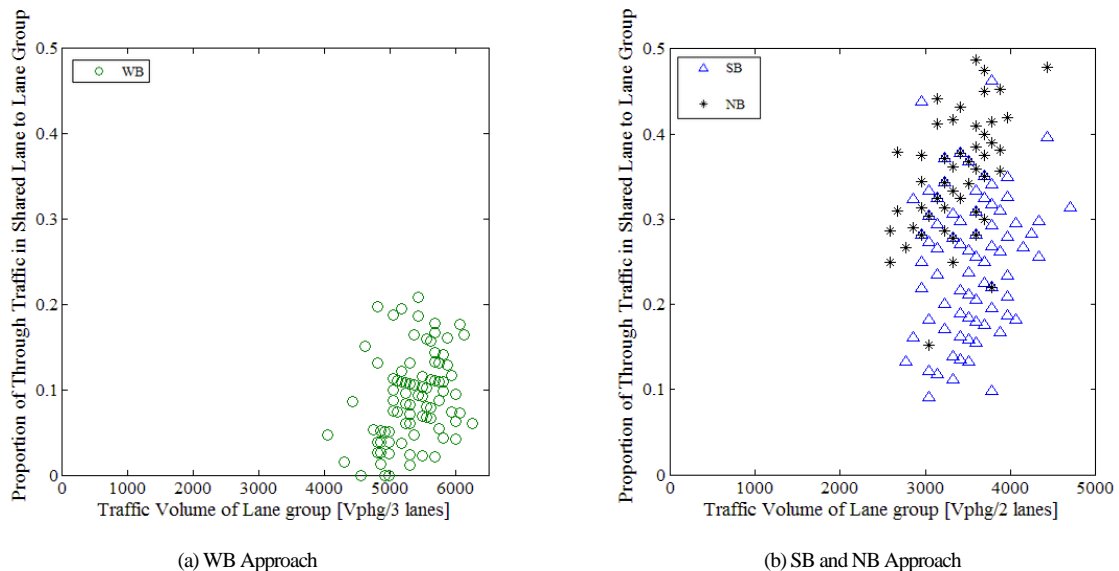 Proportion of Through Traffic in Shared Lane to Lane Group
0.5
0.4
0.3
0.2
0.1
0
WB
0 1000 2000 3000 4000 5000 6000
Traffic Volume of Lane group [Vphg/3 lanes]
(a) WB Approach
Proportion of Through Traffic in Shared Lane to Lane Group
0.5
0.4
0.3
0.2
0.1
0
SB
NB
0 1000 2000 3000 4000 5000
Traffic Volume of Lane group [Vphg/2 lanes]
(b) SB and NB Approach